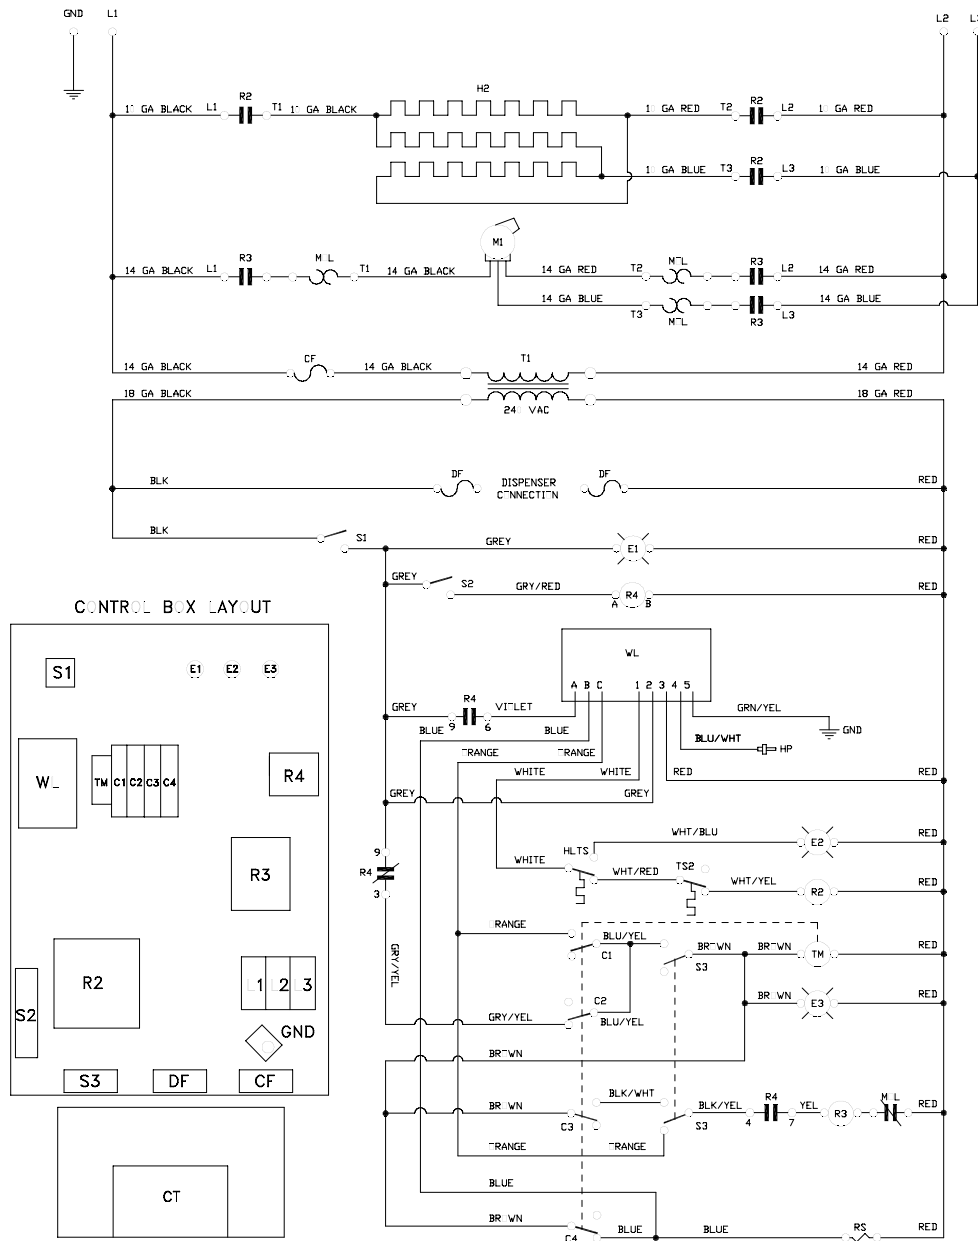 GND L1 L2
H2
GA BLACK L1 R2 T1 GA BLACK GA RED T2 R2 L2 GA RED
GA BLUE T3 R2 L3 GA BLUE
M1
14 GA BLACK L1 R3 T1 14 GA BLACK 14 GA RED T2 R3 L2 14 GA RED
14 GA BLUE T3 R3 L3 14 GA BLUE
14 GA BLACK CF 14 GA BLACK T1 14 GA RED
18 GA BLACK VAC 18 GA RED
BLK DF DISPENSER DF RED
BLK S1 GREY E1 RED
GREY S2 GRY/RED A R4 B RED
WL
A B C 1 2 3 4 5
GREY R4 9 6 GRN/YEL
GND
BLUE BLUE BLU/WHT HP
WHITE WHITE RED RED
GREY GREY
WHT/BLU E2 RED
9 R4 3
WHITE HLTS WHT/RED TS2 WHT/YEL R2 RED
BLU/YEL C1 S3 TM RED
GRY/YEL
C2 E3 RED
GRY/YEL BLU/YEL
BLK/WHT
C3 S3 BLK/YEL R4 4 7 YEL R3 RED
BLUE
C4 BLUE BLUE RS RED
CONTROL BOX LAYOUT
S1 E1 E2 E3
TM C1 C2 C3 C4 R4
R3
R2 L1 L2 L3
S2
GND
S3 DF CF
CT